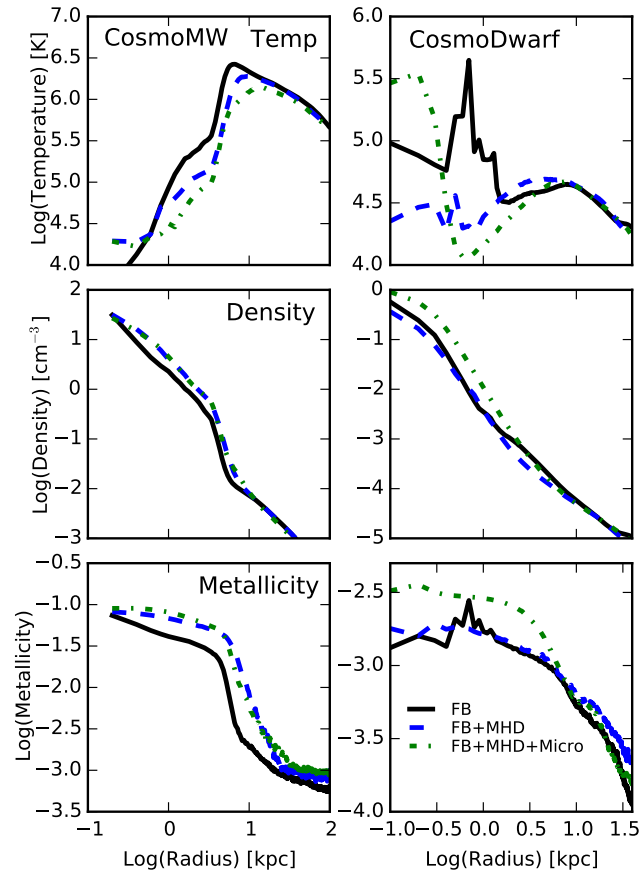 CosmoMW Temp
CosmoDwarf
Log(Temperature) [K]
7.0
6.5
6.0
5.5
5.0
4.5
4.0
6.0
5.5
5.0
4.5
4.0
Density
Log(Density) [cm⁻³]
2
1
0
−1
−2
−3
0
−1
−2
−3
−4
−5
Metallicity
Log(Metallicity)
−0.5
−1.0
−1.5
−2.0
−2.5
−3.0
−3.5
−2.5
−3.0
−3.5
−4.0
FB
FB+MHD
FB+MHD+Micro
−1 0 1 2
−1.0 −0.5 0.0 0.5 1.0 1.5
Log(Radius) [kpc]
Log(Radius) [kpc]